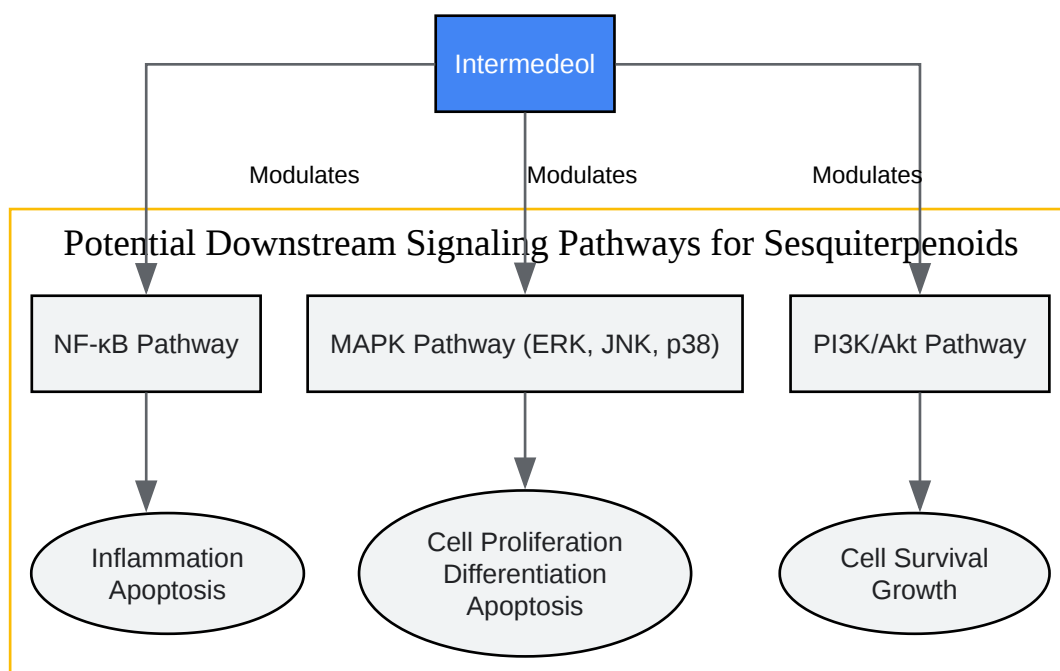 Intermedeol
Modulates
Modulates
Modulates
Potential Downstream Signaling Pathways for Sesquiterpenoids
NF-κB Pathway
MAPK Pathway (ERK, JNK, p38)
PI3K/Akt Pathway
Inflammation
Apoptosis
Cell Proliferation
Differentiation
Apoptosis
Cell Survival
Growth